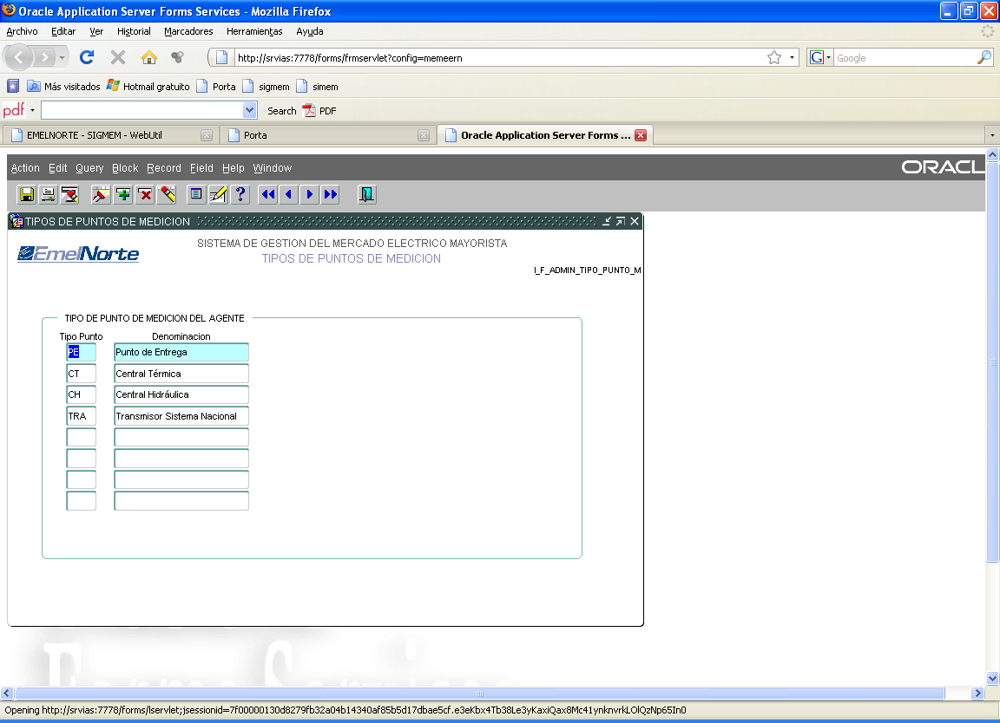 Oracle Application Server Forms Services - Mozilla Firefox
Archivo Editar Ver Historial Marcadores Herramientas Ayuda
http://srvias:7778/forms/frmservlet?config=memeern
G Google
Más visitados Hotmail gratuito Porta sigmem simem
pdf Search PDF
EMELNORTE - SIGMEM - WebUtil Porta Oracle Application Server Forms ...
Action Edit Query Block Record Field Help Window ORACL
TIPOS DE PUNTOS DE MEDICION
EmelNorte
SISTEMA DE GESTION DEL MERCADO ELECTRICO MAYORISTA
TIPOS DE PUNTOS DE MEDICION
I_F_ADMIN_TIPO_PUNTO_M
TIPO DE PUNTO DE MEDICION DEL AGENTE
Tipo Punto Denominacion
PE Punto de Entrega
CT Central Térmica
CH Central Hidráulica
TRA Transmisor Sistema Nacional
Opening http://srvias:7778/forms/lservlet;jsessionid=7f00000130d8279fb32a04b14340af85b5d17dbae5cf.e3eKbx4Tb38Le3yKaxiQax8Mc41ynknvrkLOlQzNp65In0